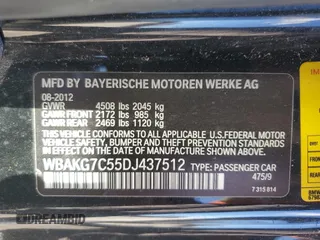 MFD BY BAYERISCHE MOTOREN WERKE AG
08-2012
GVWR 4508 lbs 2045 kg
GAWR FRONT 2172 lbs 985 kg
GAWR REAR 2469 lbs 1120 kg
THIS VEHICLE CONFORMS TO ALL APPLICABLE
FEDERAL MOTOR VEHICLE SAFETY, BUMPER,
AND THEFT PREVENTION STANDARDS IN EFFECT
ON THE DATE OF MANUFACTURE SHOWN ABOVE.
WBAKG7C55DJ437512 TYPE: PASSENGER CAR
475/9
7 315 814
BMW